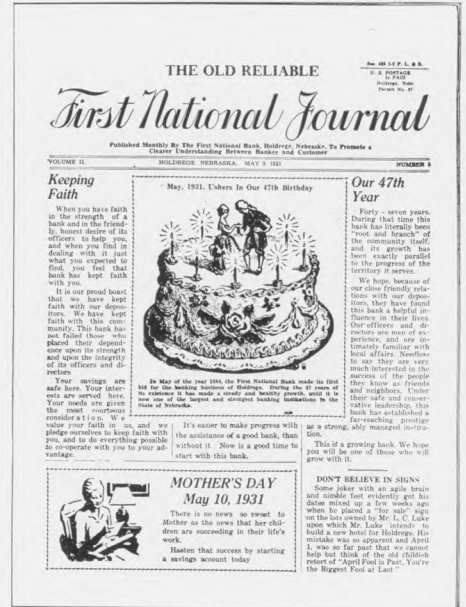 THE OLD RELIABLE
Sec. 435 1-2 P. L. & R.
U. S. POSTAGE
1c PAID
Holdrege, Nebr.
Permit No. 87
First National Journal
Published Monthly By The First National Bank, Holdrege, Nebraska, To Promote a
Clearer Understanding Between Banker and Customer
VOLUME II.
HOLDREGE, NEBRASKA, MAY 9, 1931
NUMBER 5
Keeping
Faith
When you have faith
in the strength of a
bank and in the friend-
ly, honest desire of its
officers to help you,
and when you find in
dealing with it just
what you expected to
find, you feel that
bank has kept faith
with you.
It is our proud boast
that we have kept
faith with our depos-
itors. We have kept
faith with this com-
munity. This bank has
not failed those who
placed their depend-
ence upon its strength
and upon the integrity
of its officers and di-
rectors
Your savings are
safe here. Your inter-
ests are served here.
Your needs are given
the most courteous
consideration. We
value your faith in us, and we
pledge ourselves to keep faith with
you, and to do everything possible
to co-operate with you to your ad-
vantage.
May, 1931, Ushers In Our 47th Birthday
In May of the year 1884, the First National Bank made its first
bid for the banking business of Holdrege. During the 47 years of
its existence it has made a steady and healthy growth, until it is
now one of the largest and strongest banking institutions in the
State of Nebraska.
It's easier to make progress with
the assistance of a good bank, than
without it. Now is a good time to
start with this bank.
Our 47th
Year
Forty - seven years.
During that time this
bank has literally been
"root and branch" of
the community itself,
and its growth has
been exactly parallel
to the progress of the
territory it serves.
We hope, because of
our close friendly rela-
tions with our depos-
itors, they have found
this bank a helpful in-
fluence in their lives.
Our officers and di-
rectors are men of ex-
perience, and are in-
timately familiar with
local affairs. Needless
to say they are very
much interested in the
success of the people
they know as friends
and neighbors. Under
their safe and conser-
vative leadership, this
bank has established a
far-reaching prestige
as a strong, ably managed institu-
tion.
This if a growing bank. We hope
you will be one of those who will
grow with it.
MOTHER'S DAY
May 10, 1931
There is no news so sweet to
Mother as the news that her chil-
dren are succeeding in their life's
work.
Hasten that success by starting
a savings account today
DON'T BELIEVE IN SIGNS
Some joker with an agile brain
and nimble feet evidently got his
dates mixed up a few weeks ago
when he placed a "for sale" sign
on the lots owned by Mr. L. C. Luke
upon which Mr. Luke intends to
build a new hotel for Holdrege. His
mistake was so apparent and April
1, was so far past that we cannot
help but think of the old childish
retort of "April Fool is Past, You're
the Biggest Fool at Last"